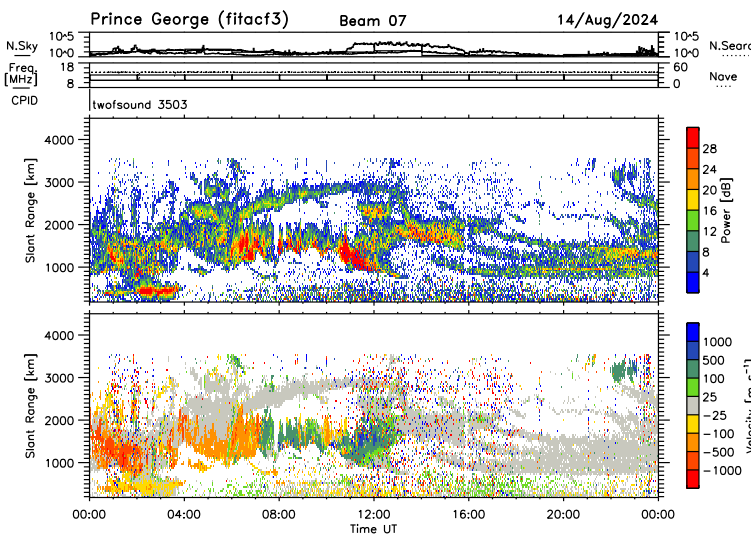 Prince George (fitacf3) Beam 07 14/Aug/2024
N.Sky 10^5 10^0 10^5 10^0 N.Sear
Freq [MHz] 18 8 60 0 Nave
CPID twofsound 3503
4000
3000
2000
1000
Slant Range [km]
28
24
20
16
12
8
4
Power [dB]
4000
3000
2000
1000
Slant Range [km]
1000
500
100
25
-25
-100
-500
-1000
Velocity [m s⁻¹]
00:00 04:00 08:00 12:00 16:00 20:00 00:00
Time UT